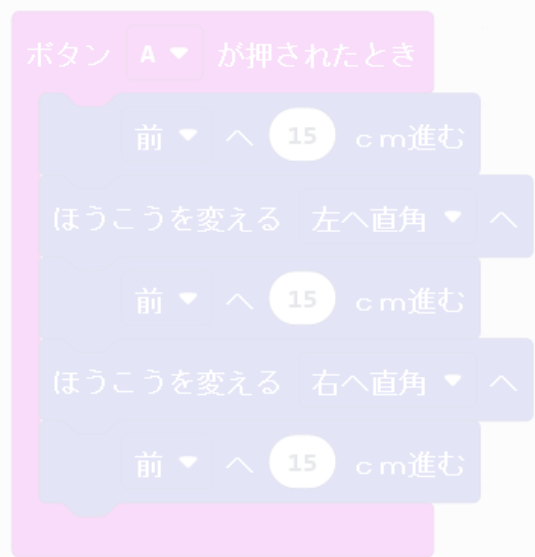 ボタン A が押されたとき
前 へ 15 cm進む
ほうこうを変える 左へ直角 へ
前 へ 15 cm進む
ほうこうを変える 右へ直角 へ
前 へ 15 cm進む